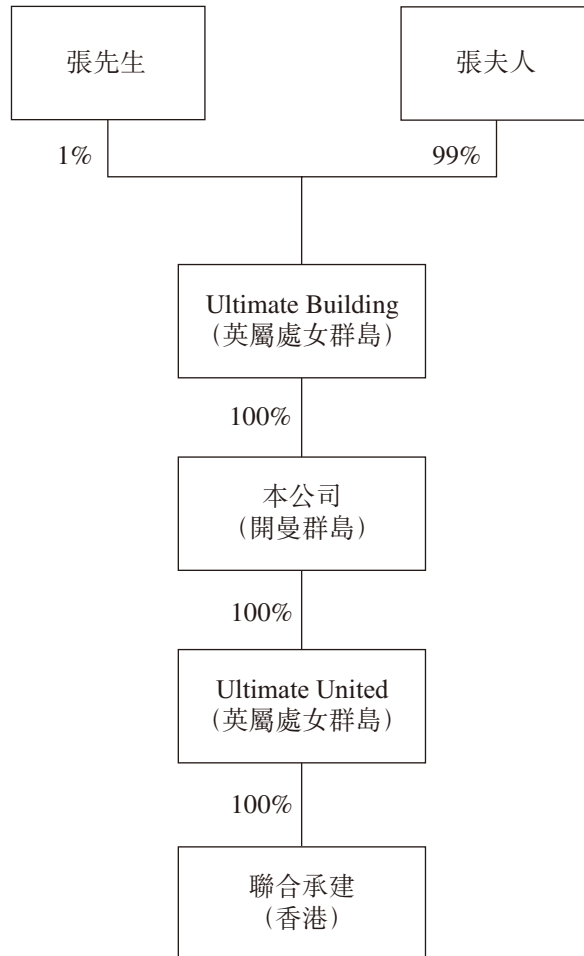 張先生
張夫人
1%
99%
Ultimate Building
(英屬處女群島)
100%
本公司
(開曼群島)
100%
Ultimate United
(英屬處女群島)
100%
聯合承建
(香港)